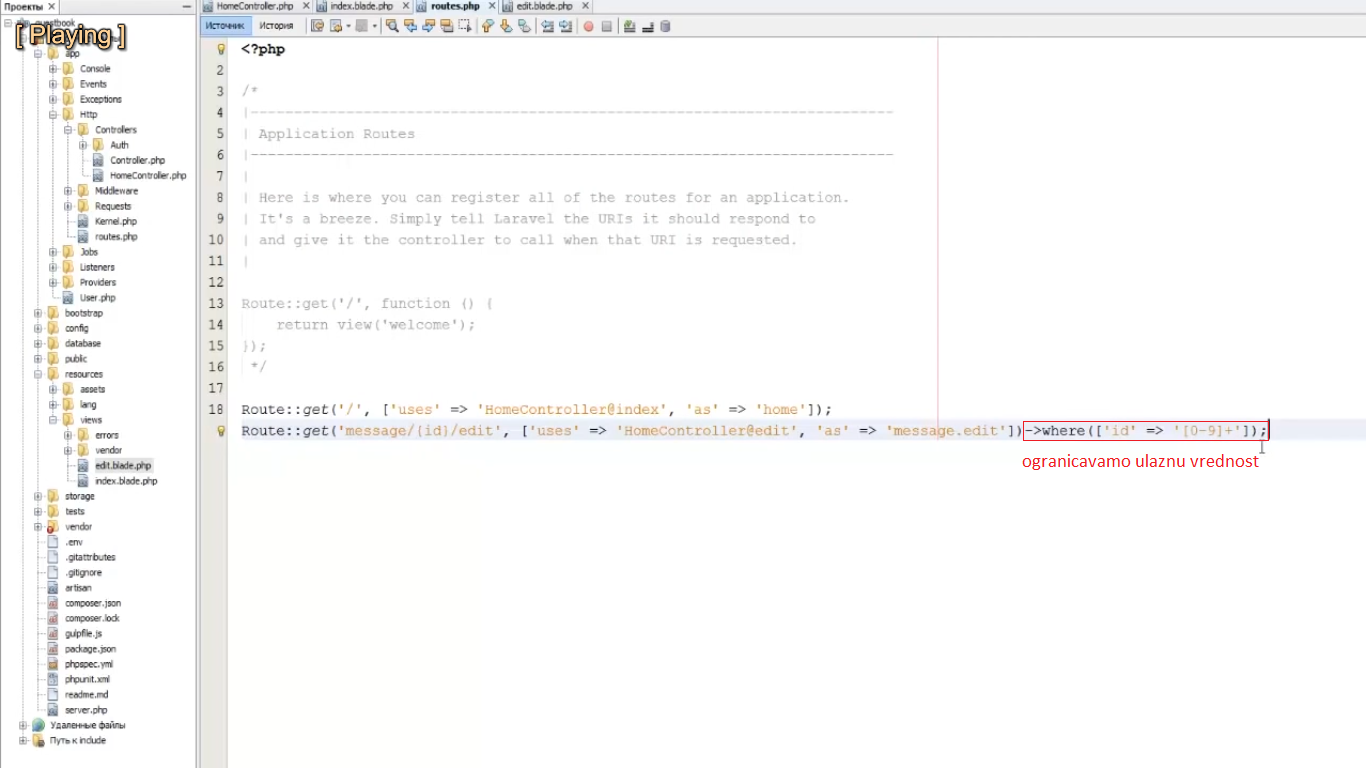 Проекты
HomeController.php
index.blade.php
routes.php
edit.blade.php
Источник
История
[ Playing ]
app
Console
Events
Exceptions
Http
Controllers
Auth
Controller.php
HomeController.php
Middleware
Requests
Kernel.php
routes.php
Jobs
Listeners
Providers
User.php
bootstrap
config
database
public
resources
assets
lang
views
errors
vendor
edit.blade.php
index.blade.php
storage
tests
vendor
.env
.gitattributes
.gitignore
artisan
composer.json
composer.lock
gulpfile.js
package.json
phpspec.yml
phpunit.xml
readme.md
server.php
Удаленные файлы
Путь к include
<?php
2
3 /*
4 |--------------------------------------------------------------------------
5 | Application Routes
6 |--------------------------------------------------------------------------
7 |
8 | Here is where you can register all of the routes for an application.
9 | It's a breeze. Simply tell Laravel the URIs it should respond to
10 | and give it the controller to call when that URI is requested.
11 |
12
13 Route::get('/', function () {
14 return view('welcome');
15 });
16 */
17
18 Route::get('/', ['uses' => 'HomeController@index', 'as' => 'home']);
Route::get('message/{id}/edit', ['uses' => 'HomeController@edit', 'as' => 'message.edit'])->where(['id' => '[0-9]+']);
ogranicavamo ulaznu vrednost